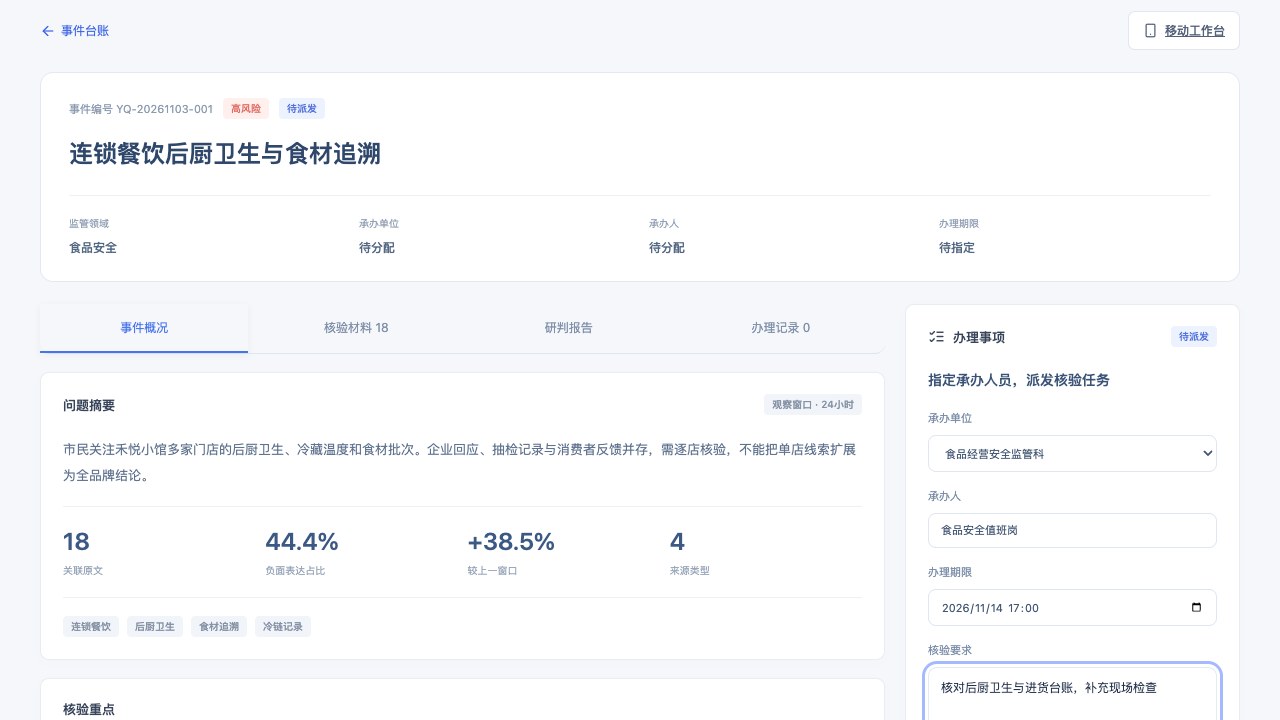 事件台账
移动工作台
事件编号 YQ-20261103-001 高风险 待派发
连锁餐饮后厨卫生与食材追溯
监管领域 承办单位 承办人 办理期限
食品安全 待分配 待分配 待指定
事件概况 核验材料 18 研判报告 办理记录 0
问题摘要 观察窗口 · 24小时
市民关注禾悦小馆多家门店的后厨卫生、冷藏温度和食材批次。企业回应、抽检记录与消费者反馈并存，需逐店核验，不能把单店线索扩展
为全品牌结论。
18 44.4% +38.5% 4
关联原文 负面表达占比 较上一窗口 来源类型
连锁餐饮 后厨卫生 食材追溯 冷链记录
核验重点
办理事项 待派发
指定承办人员，派发核验任务
承办单位
食品经营安全监管科
承办人
食品安全值班岗
办理期限
2026/11/14 17:00
核验要求
核对后厨卫生与进货台账，补充现场检查